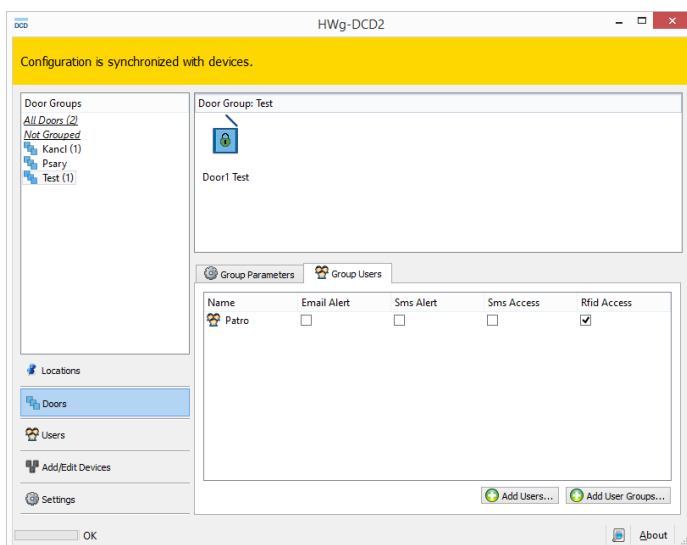 DCD
HWg-DCD2
Configuration is synchronized with devices.
Door Groups
All Doors (2)
Not Grouped
Kancl (1)
Psary
Test (1)
Door Group: Test
Door1 Test
Group Parameters
Group Users
Name Email Alert Sms Alert Sms Access Rfid Access
Patro
Locations
Doors
Users
Add/Edit Devices
Settings
Add Users...
Add User Groups...
OK
About